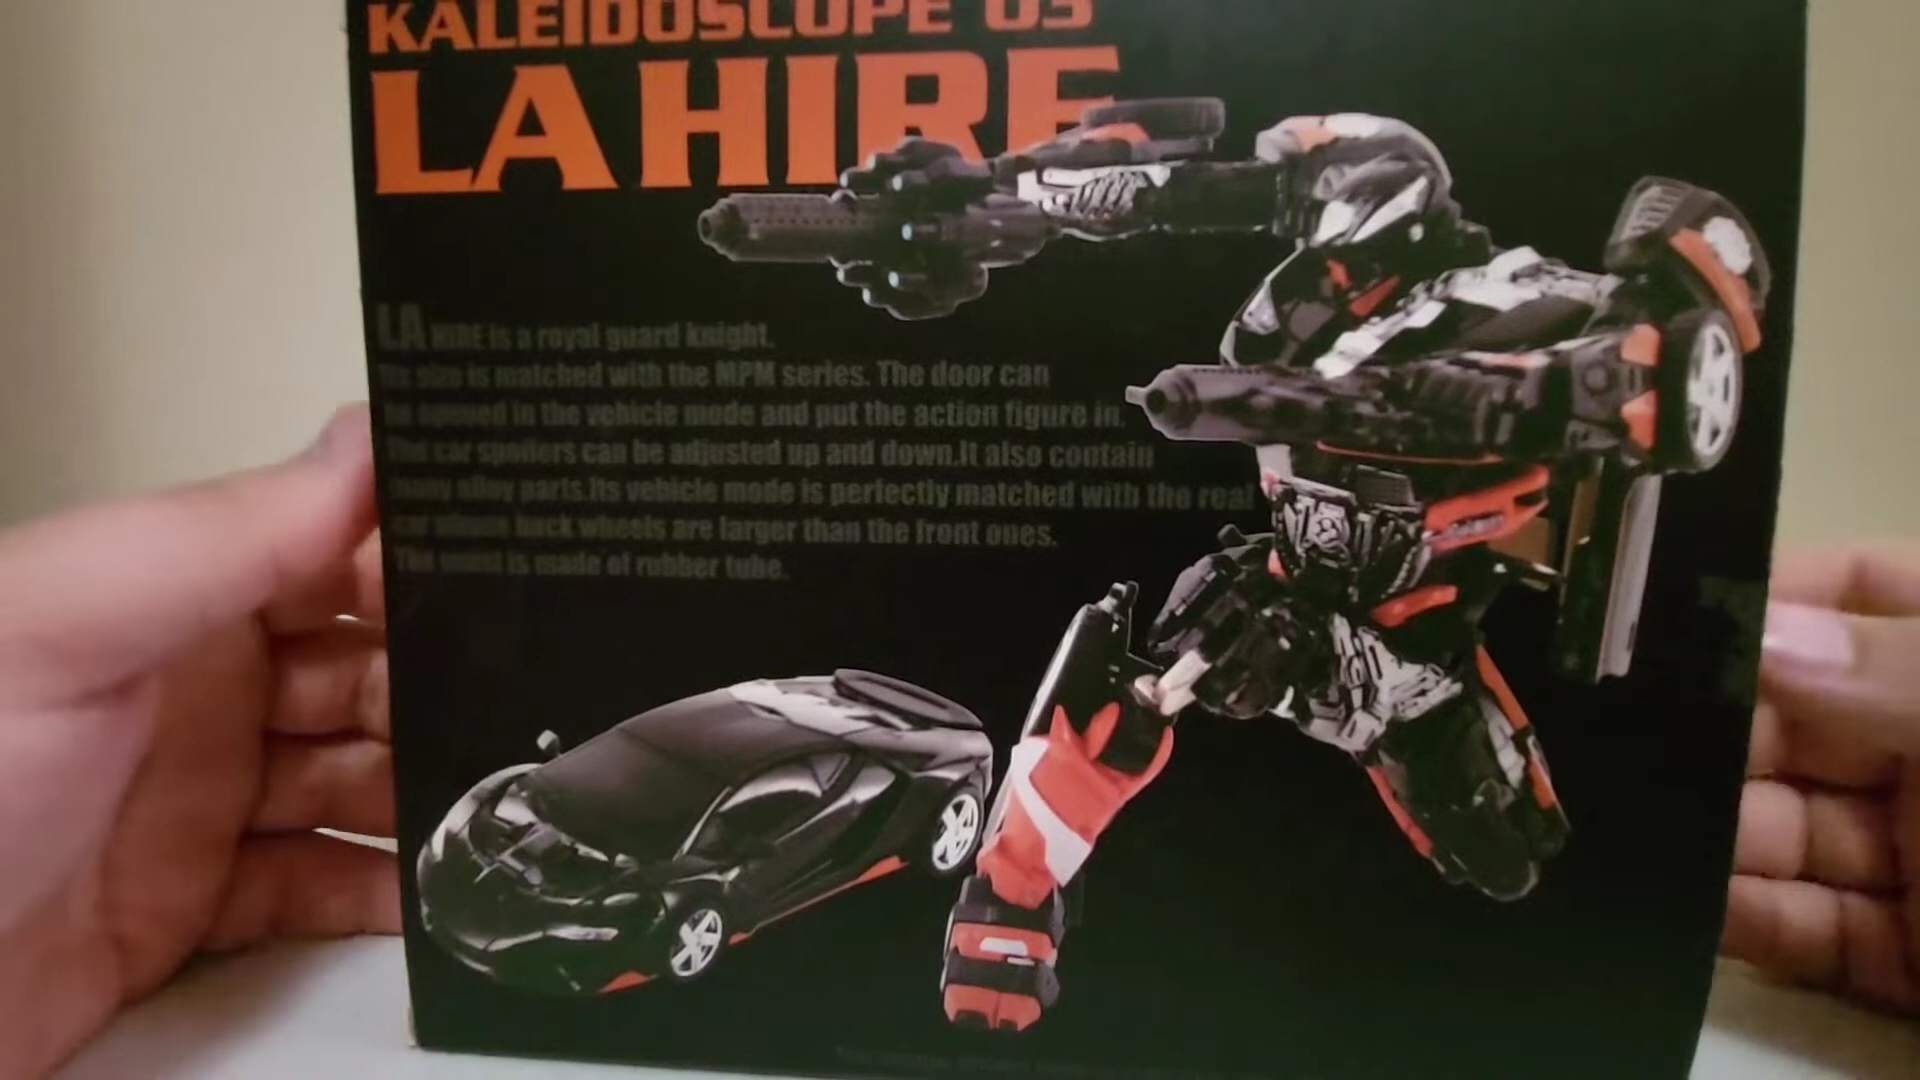 KALEIDOSCOPE 03
LA HIRE
LA HIRE is a royal guard knight.
Its size is matched with the MPM series. The door can
be opened in the vehicle mode and put the action figure in.
The car spoilers can be adjusted up and down.It also contain
many alloy parts.Its vehicle mode is perfectly matched with the real
car whose back wheels are larger than the front ones.
The waist is made of rubber tube.